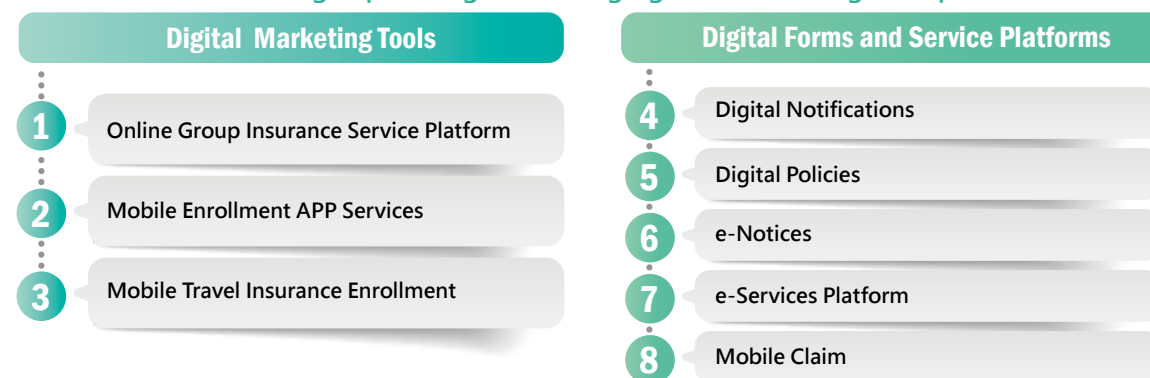 Digital Marketing Tools
1
Online Group Insurance Service Platform
2
Mobile Enrollment APP Services
3
Mobile Travel Insurance Enrollment
Digital Forms and Service Platforms
4
Digital Notifications
5
Digital Policies
6
e-Notices
7
e-Services Platform
8
Mobile Claim